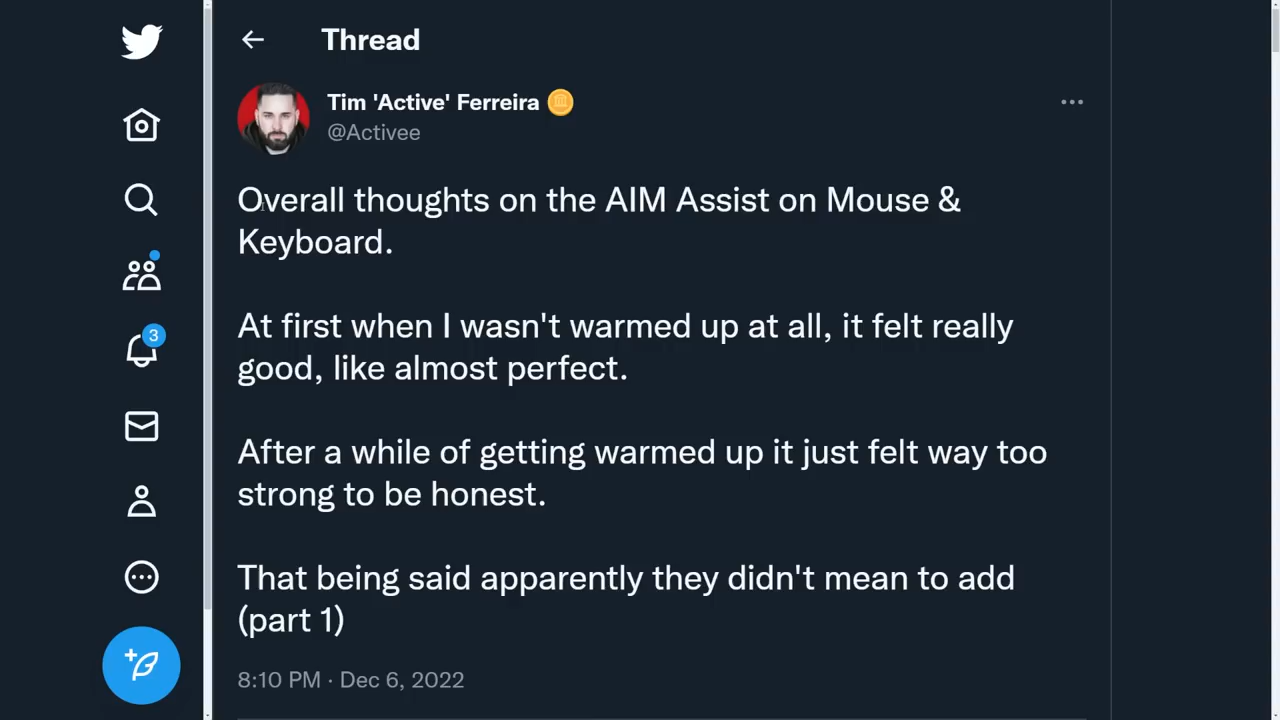 Thread
Tim 'Active' Ferreira
@Activee
Overall thoughts on the AIM Assist on Mouse &
Keyboard.
At first when I wasn't warmed up at all, it felt really
good, like almost perfect.
After a while of getting warmed up it just felt way too
strong to be honest.
That being said apparently they didn't mean to add
(part 1)
8:10 PM · Dec 6, 2022
3